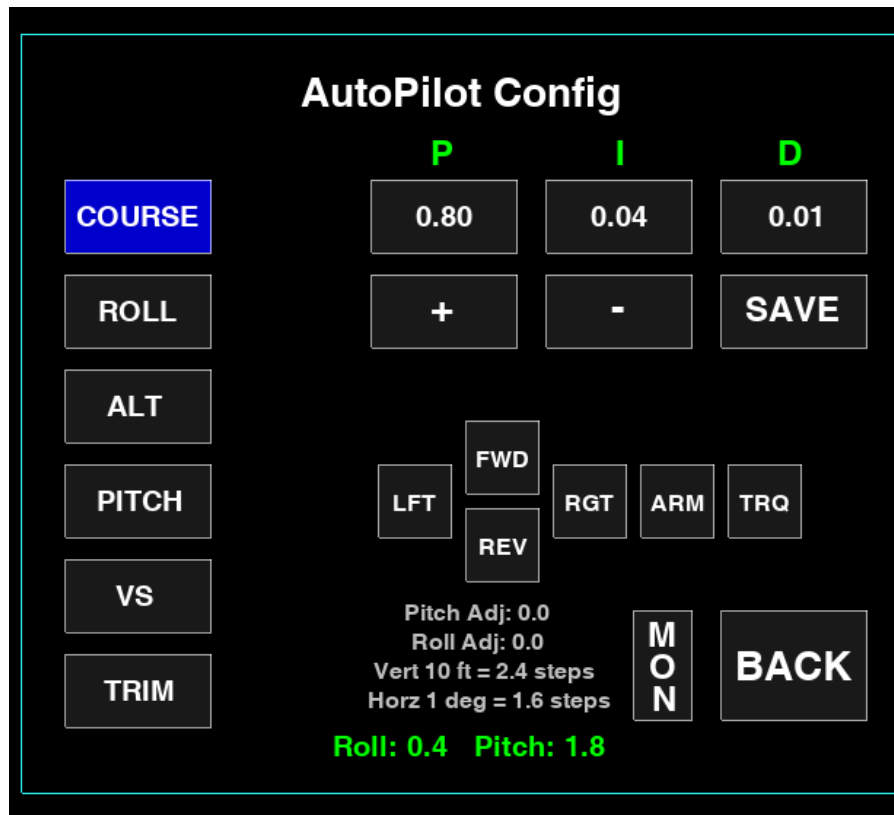 AutoPilot Config
P I D
COURSE 0.80 0.04 0.01
ROLL + - SAVE
ALT
FWD
PITCH LFT RGT ARM TRQ
REV
VS
Pitch Adj: 0.0
Roll Adj: 0.0
Vert 10 ft = 2.4 steps
Horz 1 deg = 1.6 steps
MON
BACK
TRIM
Roll: 0.4 Pitch: 1.8